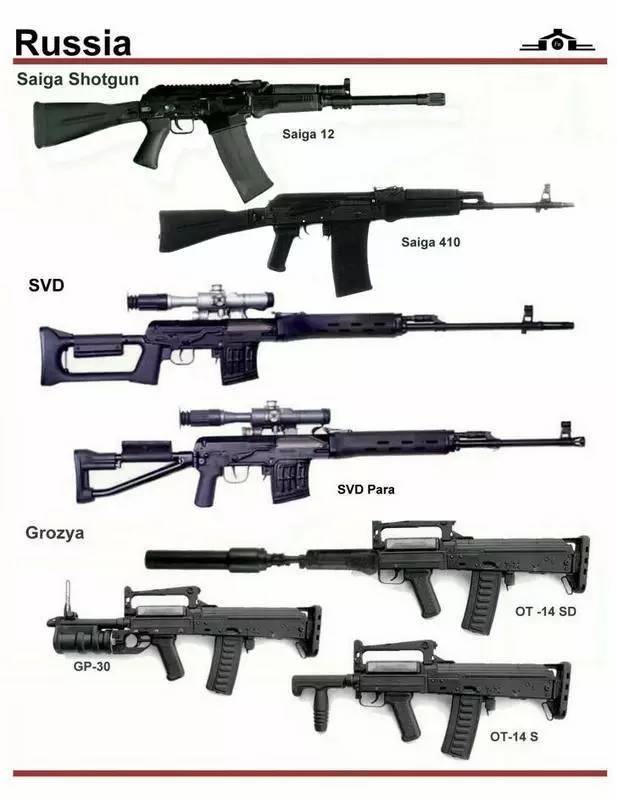 Russia
Saiga Shotgun
Saiga 12
Saiga 410
SVD
SVD Para
Grozya
OT -14 SD
GP-30
OT-14 S